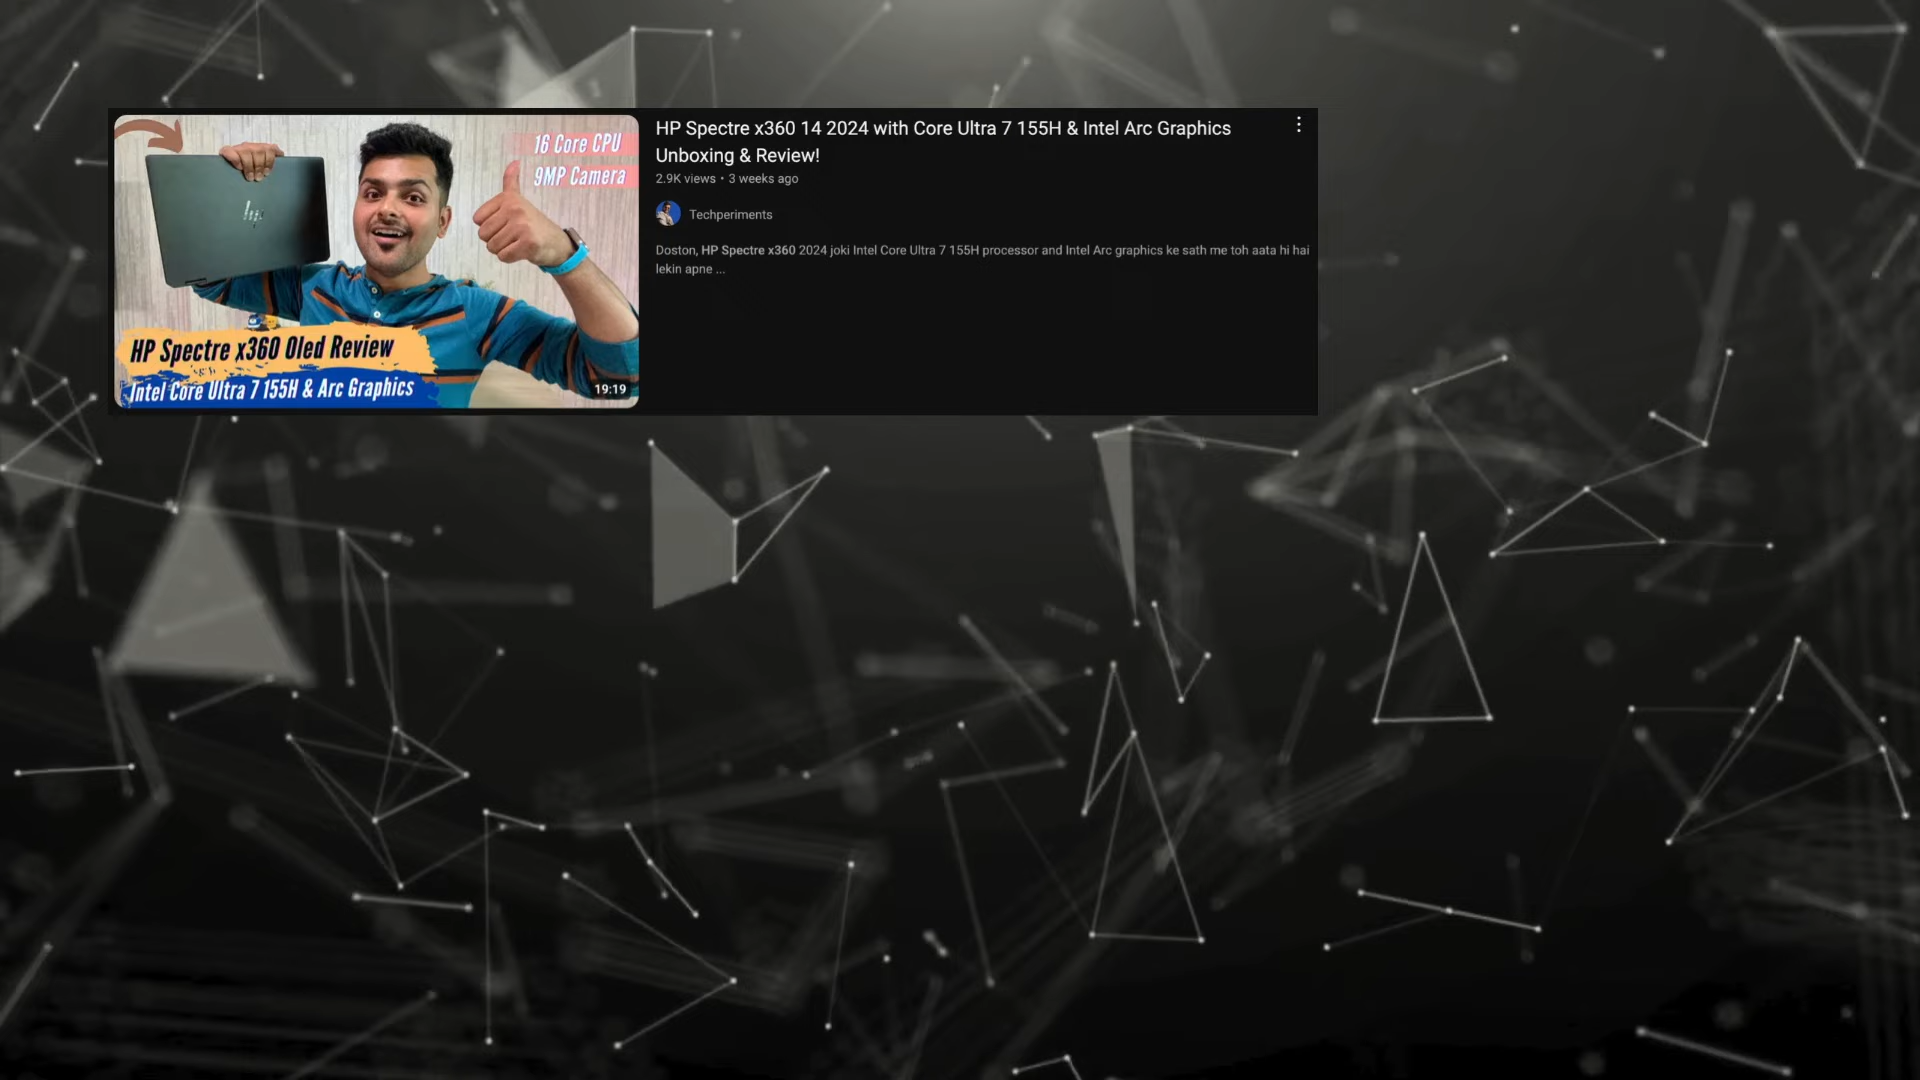 16 Core CPU
9MP Camera
hp
HP Spectre x360 Oled Review
Intel Core Ultra 7 155H & Arc Graphics
19:19
HP Spectre x360 14 2024 with Core Ultra 7 155H & Intel Arc Graphics
Unboxing & Review!
2.9K views • 3 weeks ago
Techperiments
Doston, HP Spectre x360 2024 joki Intel Core Ultra 7 155H processor and Intel Arc graphics ke sath me toh aata hi hai
lekin apne ...